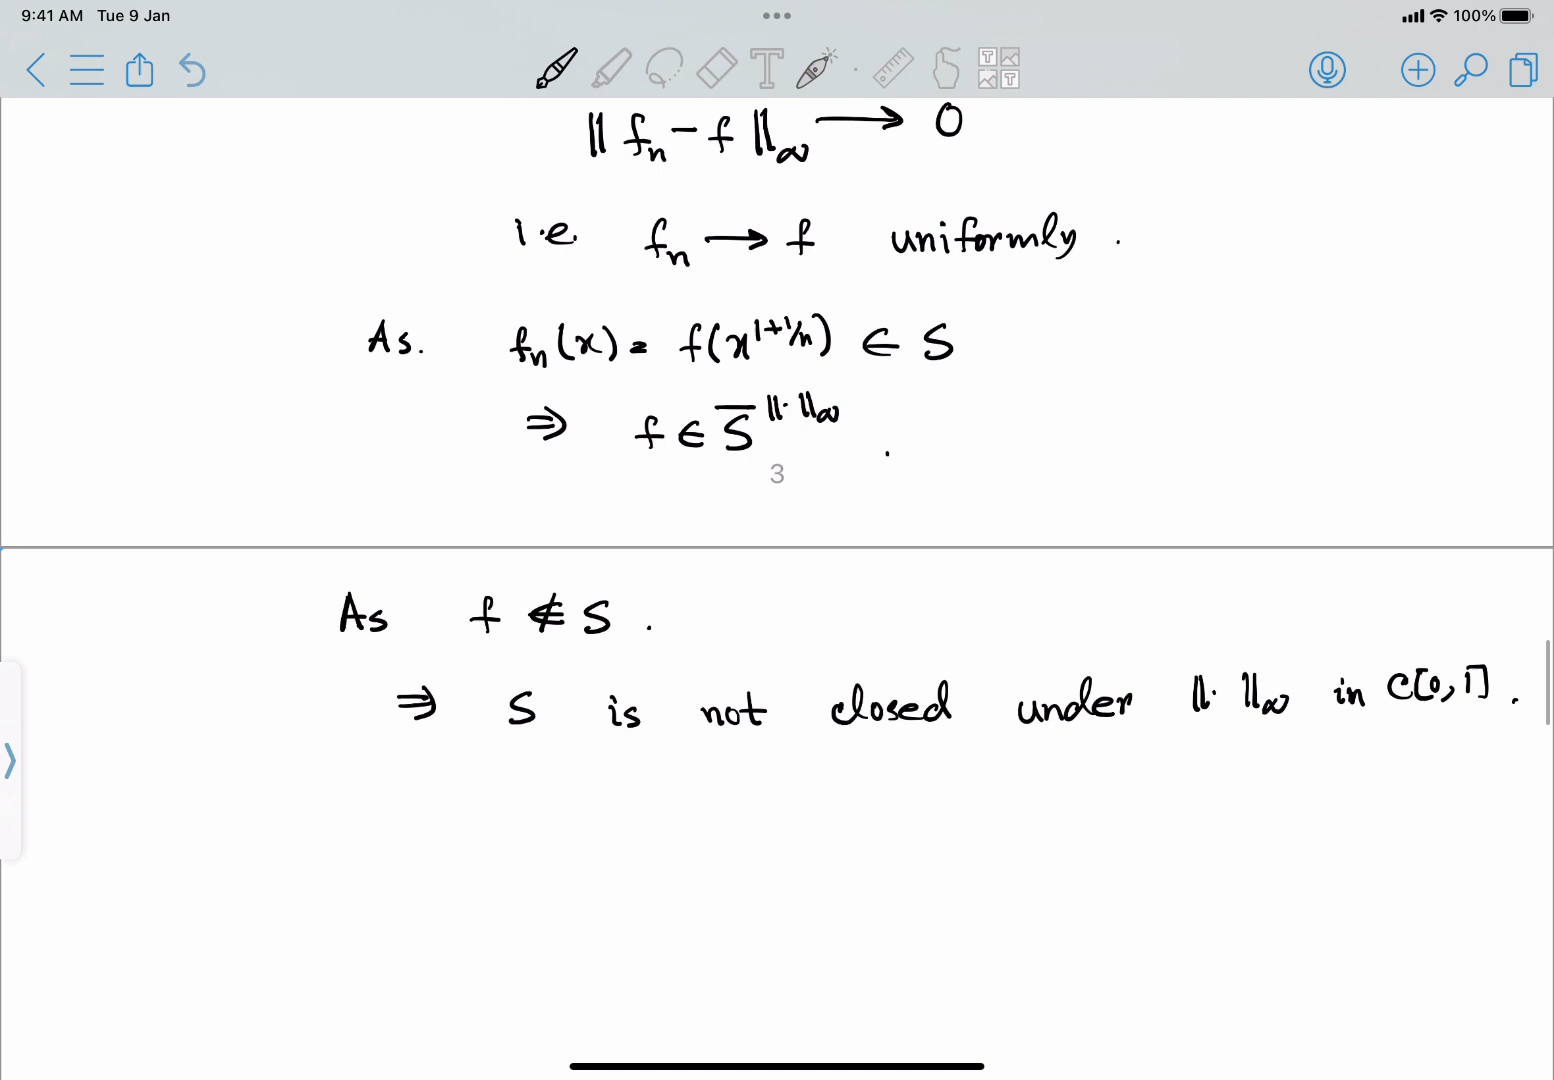 9:41 AM Tue 9 Jan 100%
|| fₙ - f ||∞ ⟶ 0
i.e. fₙ ⟶ f uniformly .
As. fₙ(x) = f(x^{1+1/n}) ∈ S
⇒ f ∈ S̅^{||·||∞} .
3
As f ∉ S .
⇒ S is not closed under ||·||∞ in C[0,1] .